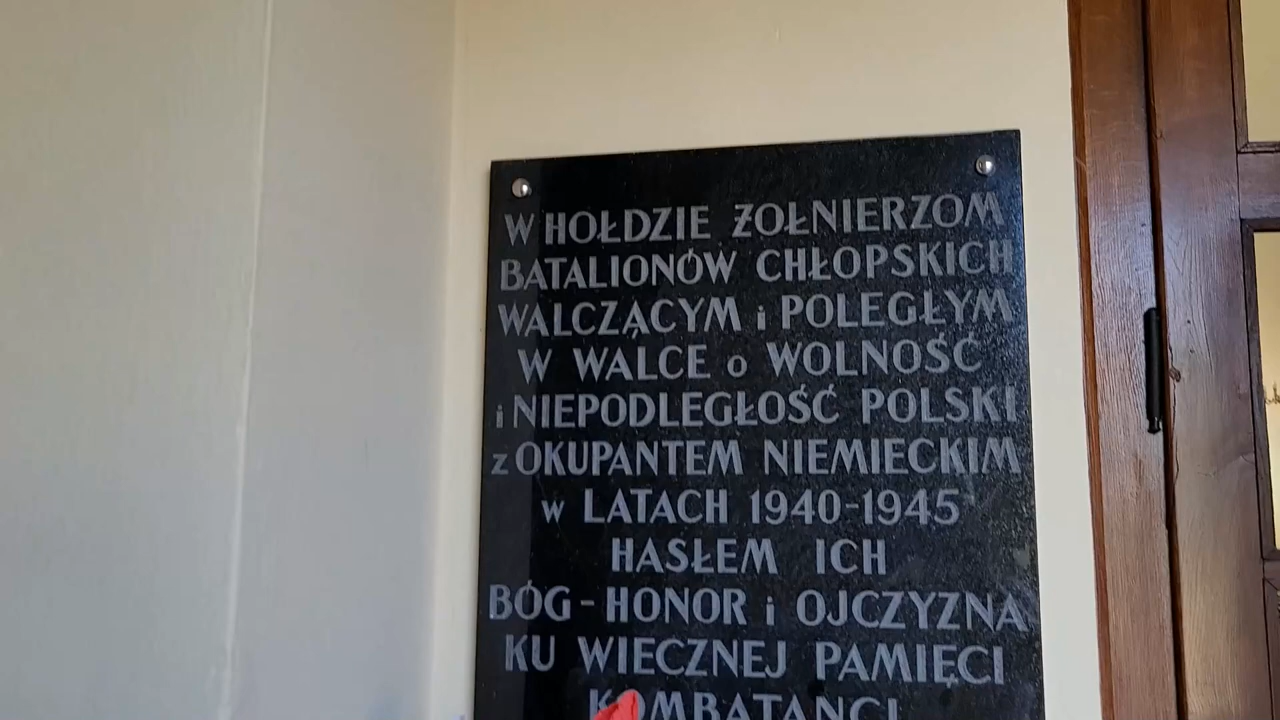 W HOŁDZIE ŻOŁNIERZOM
BATALIONÓW CHŁOPSKICH
WALCZĄCYM i POLEGŁYM
W WALCE o WOLNOŚĆ
i NIEPODLEGŁOŚĆ POLSKI
z OKUPANTEM NIEMIECKIM
w LATACH 1940-1945
HASŁEM ICH
BÓG - HONOR i OJCZYZNA
KU WIECZNEJ PAMIĘCI
KOMBATANCI